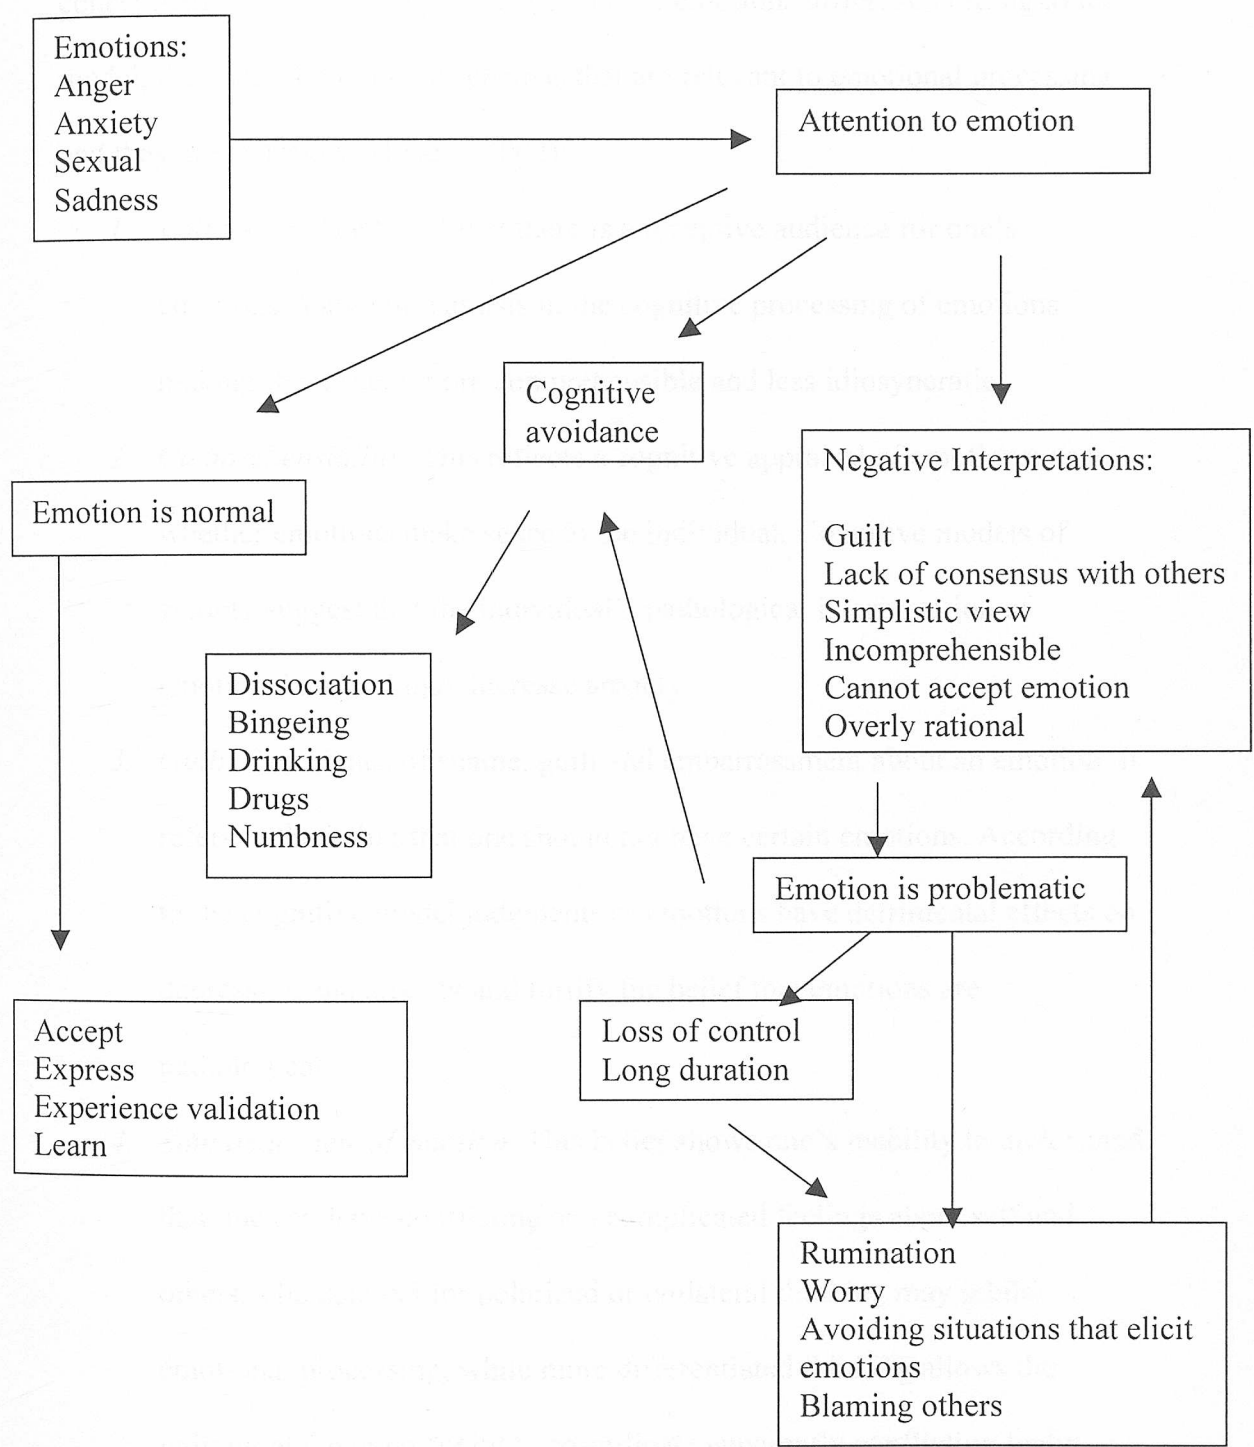 Emotions:
Anger
Anxiety
Sexual
Sadness
Attention to emotion
Cognitive
avoidance
Negative Interpretations:
Guilt
Lack of consensus with others
Simplistic view
Incomprehensible
Cannot accept emotion
Overly rational
Emotion is normal
Dissociation
Bingeing
Drinking
Drugs
Numbness
Emotion is problematic
Accept
Express
Experience validation
Learn
Loss of control
Long duration
Rumination
Worry
Avoiding situations that elicit
emotions
Blaming others